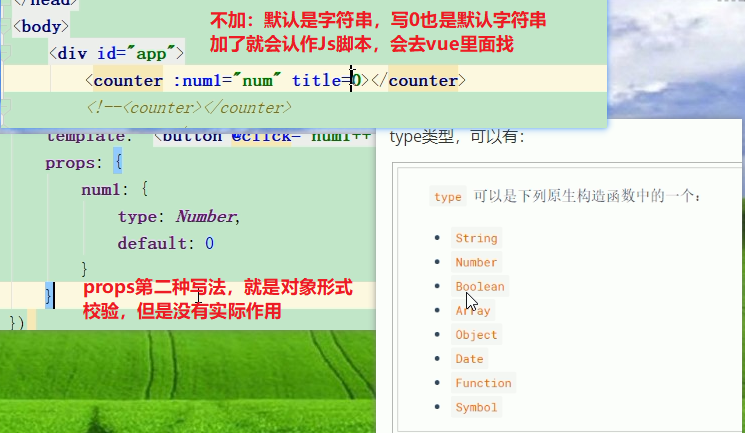 </head>
<body>
不加：默认是字符串，写0也是默认字符串
加了就会认作Js脚本，会去vue里面找
<div id="app">
<counter :num1="num" title=0></counter>
<!--<counter></counter>
template: <button @click="num1++
props: {
num1: {
type: Number,
default: 0
}
}
props第二种写法，就是对象形式
校验，但是没有实际作用
})
type类型，可以有：
type 可以是下列原生构造函数中的一个：
String
Number
Boolean
Array
Object
Date
Function
Symbol